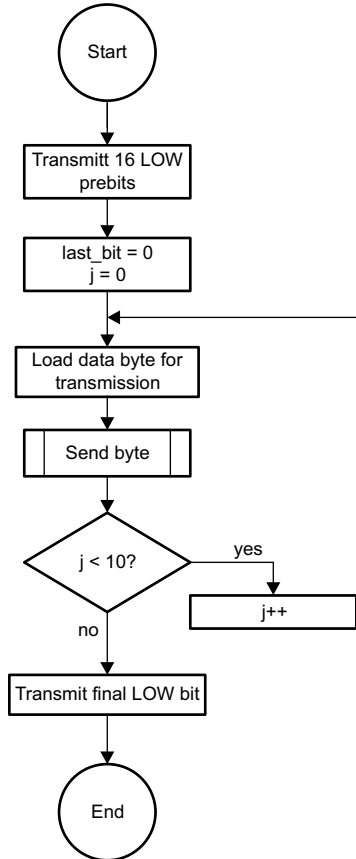 Start
Transmitt 16 LOW
prebits
last_bit = 0
j = 0
Load data byte for
transmission
Send byte
j < 10?
yes
j++
no
Transmit final LOW bit
End